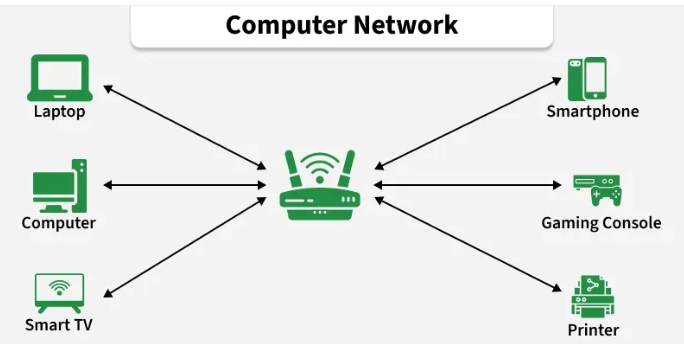 Computer Network
Laptop
Smartphone
Computer
Gaming Console
Smart TV
Printer